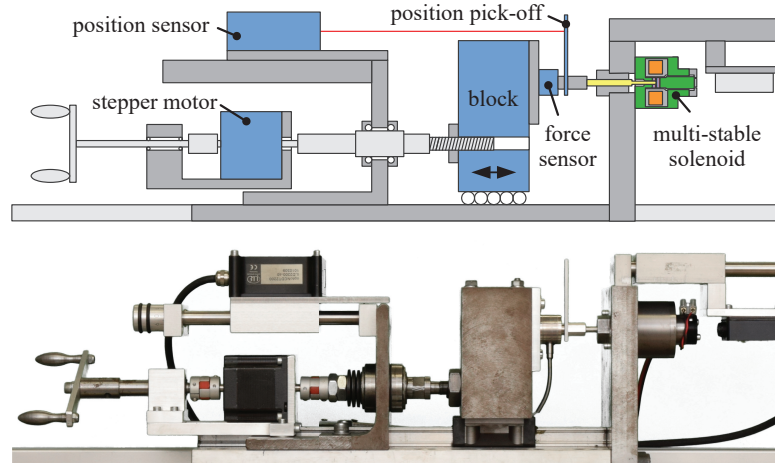 position pick-off
position sensor
stepper motor
block
force
sensor
multi-stable
solenoid